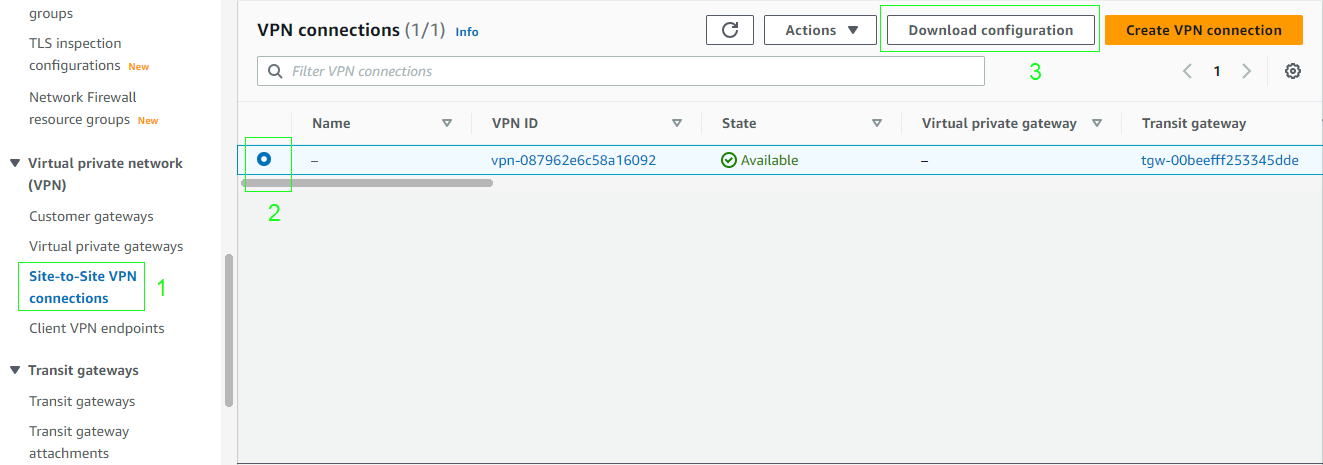 groups
TLS inspection
configurations New
Network Firewall
resource groups New
Virtual private network
(VPN)
Customer gateways
Virtual private gateways
Site-to-Site VPN
connections
1
Client VPN endpoints
Transit gateways
Transit gateways
Transit gateway
attachments
VPN connections (1/1) Info
Actions
Download configuration
Create VPN connection
Filter VPN connections
3
1
Name VPN ID State Virtual private gateway Transit gateway
– vpn-087962e6c58a16092 Available – tgw-00beefff253345dde
2